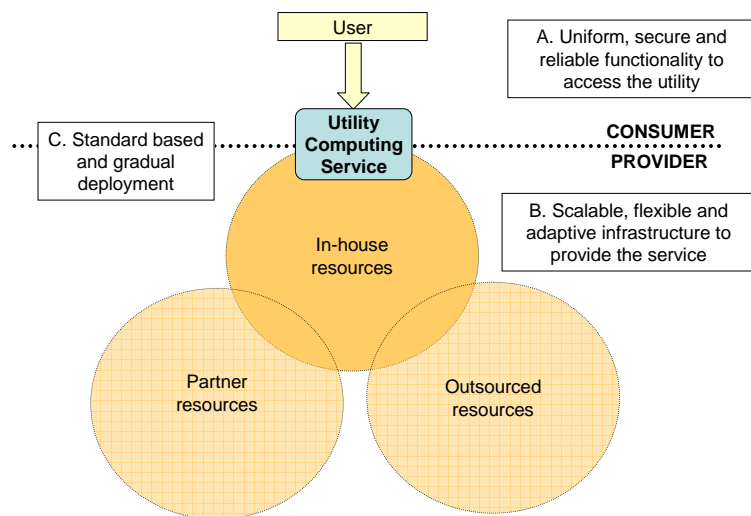 User
A. Uniform, secure and
reliable functionality to
access the utility
Utility
Computing
Service
C. Standard based
and gradual
deployment
CONSUMER
PROVIDER
B. Scalable, flexible and
adaptive infrastructure to
provide the service
In-house
resources
Partner
resources
Outsourced
resources